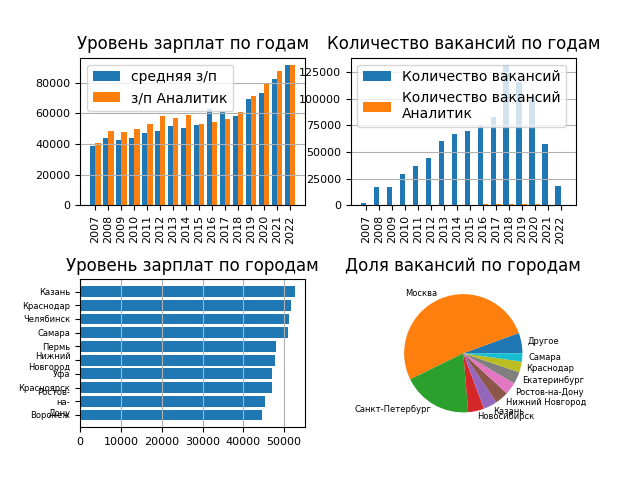 Уровень зарплат по годам
средняя з/п
з/п Аналитик
80000
60000
40000
20000
0
2007
2008
2009
2010
2011
2012
2013
2014
2015
2016
2017
2018
2019
2020
2021
2022
Количество вакансий по годам
Количество вакансий
Количество вакансий
Аналитик
125000
100000
75000
50000
25000
0
2007
2008
2009
2010
2011
2012
2013
2014
2015
2016
2017
2018
2019
2020
2021
2022
Уровень зарплат по городам
Казань
Краснодар
Челябинск
Самара
Пермь
Нижний
Новгород
Уфа
Красноярск
Ростов-
на-
Дону
Воронеж
0
10000
20000
30000
40000
50000
Доля вакансий по городам
Москва
Другое
Самара
Краснодар
Екатеринбург
Ростов-на-Дону
Нижний Новгород
Казань
Новосибирск
Санкт-Петербург